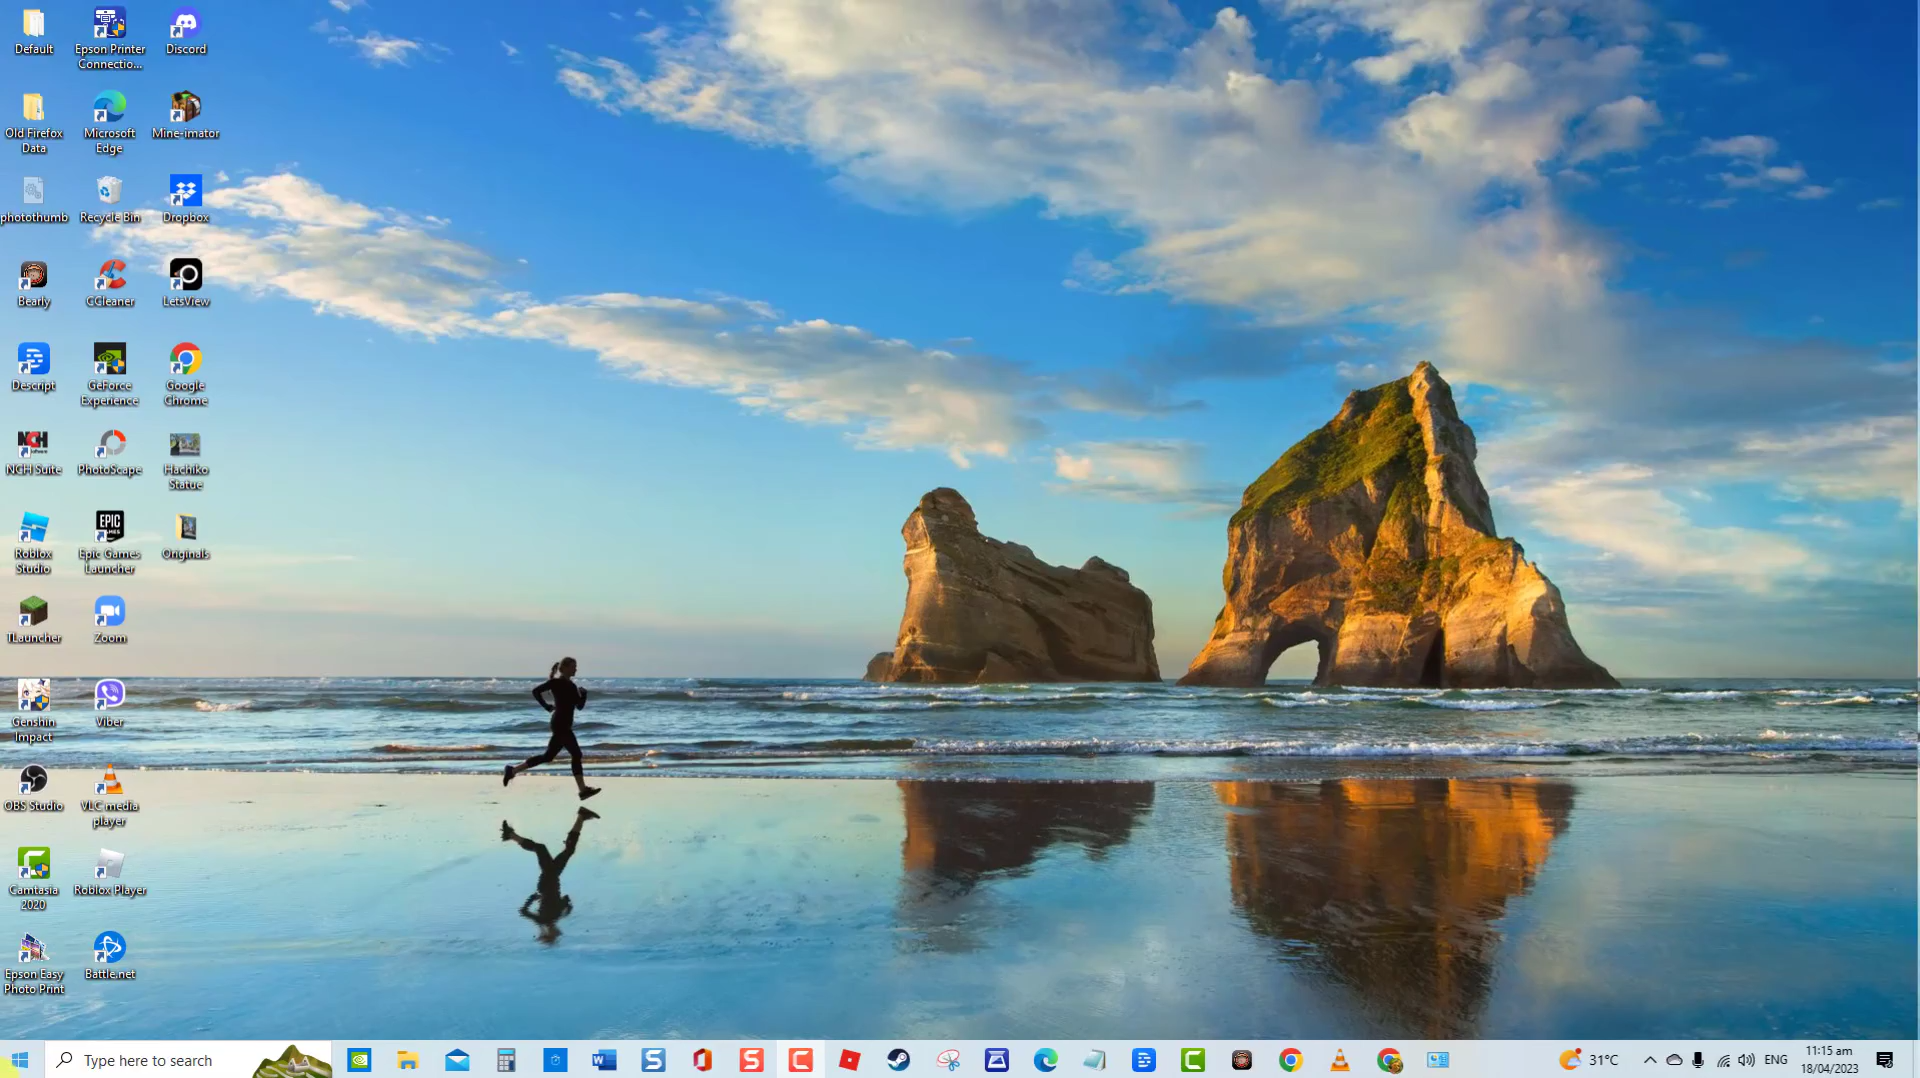 Default
Epson Printer
Connectio...
Discord
Old Firefox
Data
Microsoft
Edge
Mine-imator
photothumb
Recycle Bin
Dropbox
Bearly
CCleaner
LetsView
Descript
GeForce
Experience
Google
Chrome
NCH Suite
PhotoScape
Hachiko
Statue
Roblox
Studio
Epic Games
Launcher
Originals
TLauncher
Zoom
Genshin
Impact
Viber
OBS Studio
VLC media
player
Camtasia
2020
Roblox Player
Epson Easy
Photo Print
Battle.net
Type here to search
31°C
ENG
11:15 am
18/04/2023